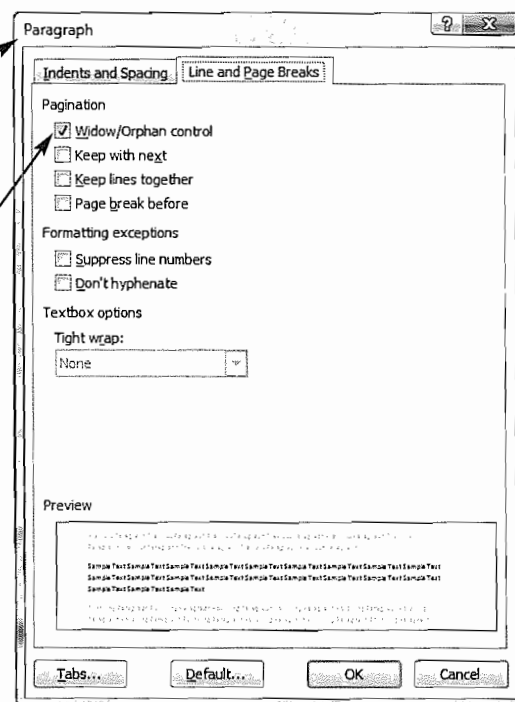 Paragraph
Indents and Spacing
Line and Page Breaks
Pagination
Widow/Orphan control
Keep with next
Keep lines together
Page break before
Formatting exceptions
Suppress line numbers
Don't hyphenate
Textbox options
Tight wrap:
None
Preview
Sample Text Sample Text Sample Text Sample Text Sample Text Sample Text Sample Text Sample Text Sample Text
Sample Text Sample Text Sample Text Sample Text Sample Text Sample Text Sample Text Sample Text Sample Text
Sample Text Sample Text Sample Text
Tabs...
Default...
OK
Cancel